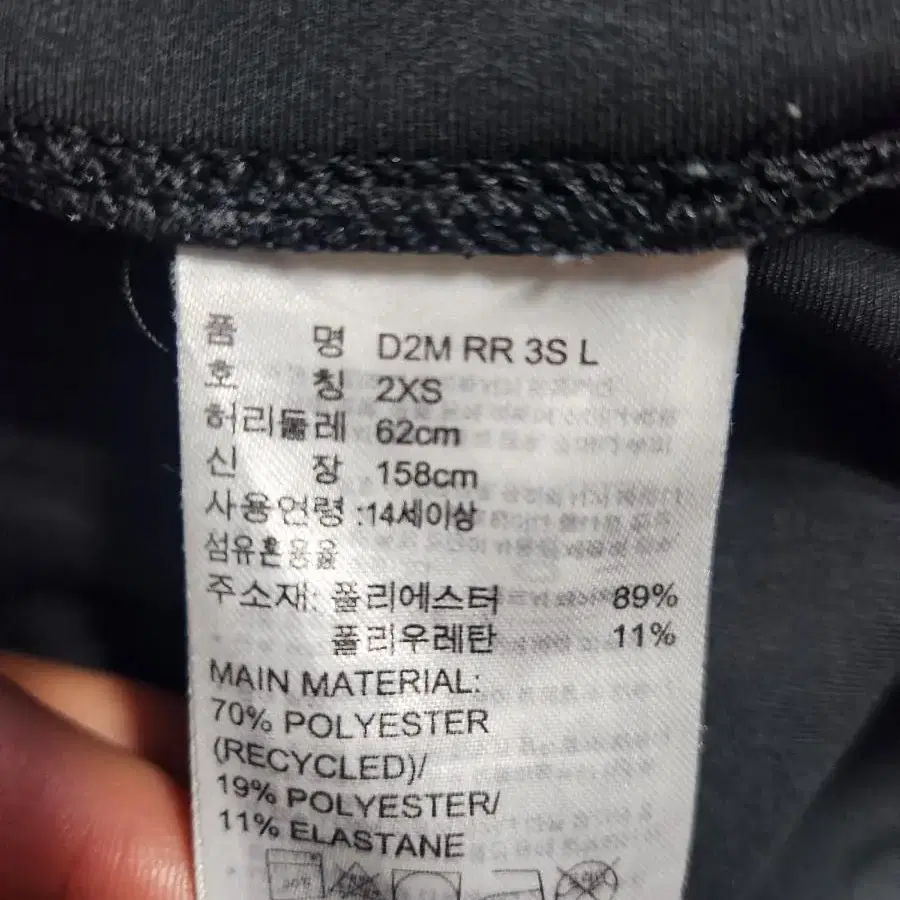 품 명 D2M RR 3S L
호 칭 2XS
허리둘레 62cm
신 장 158cm
사용연령 :14세이상
섬유혼용율
주소재: 폴리에스터 89%
폴리우레탄 11%
MAIN MATERIAL:
70% POLYESTER
(RECYCLED)/
19% POLYESTER/
11% ELASTANE